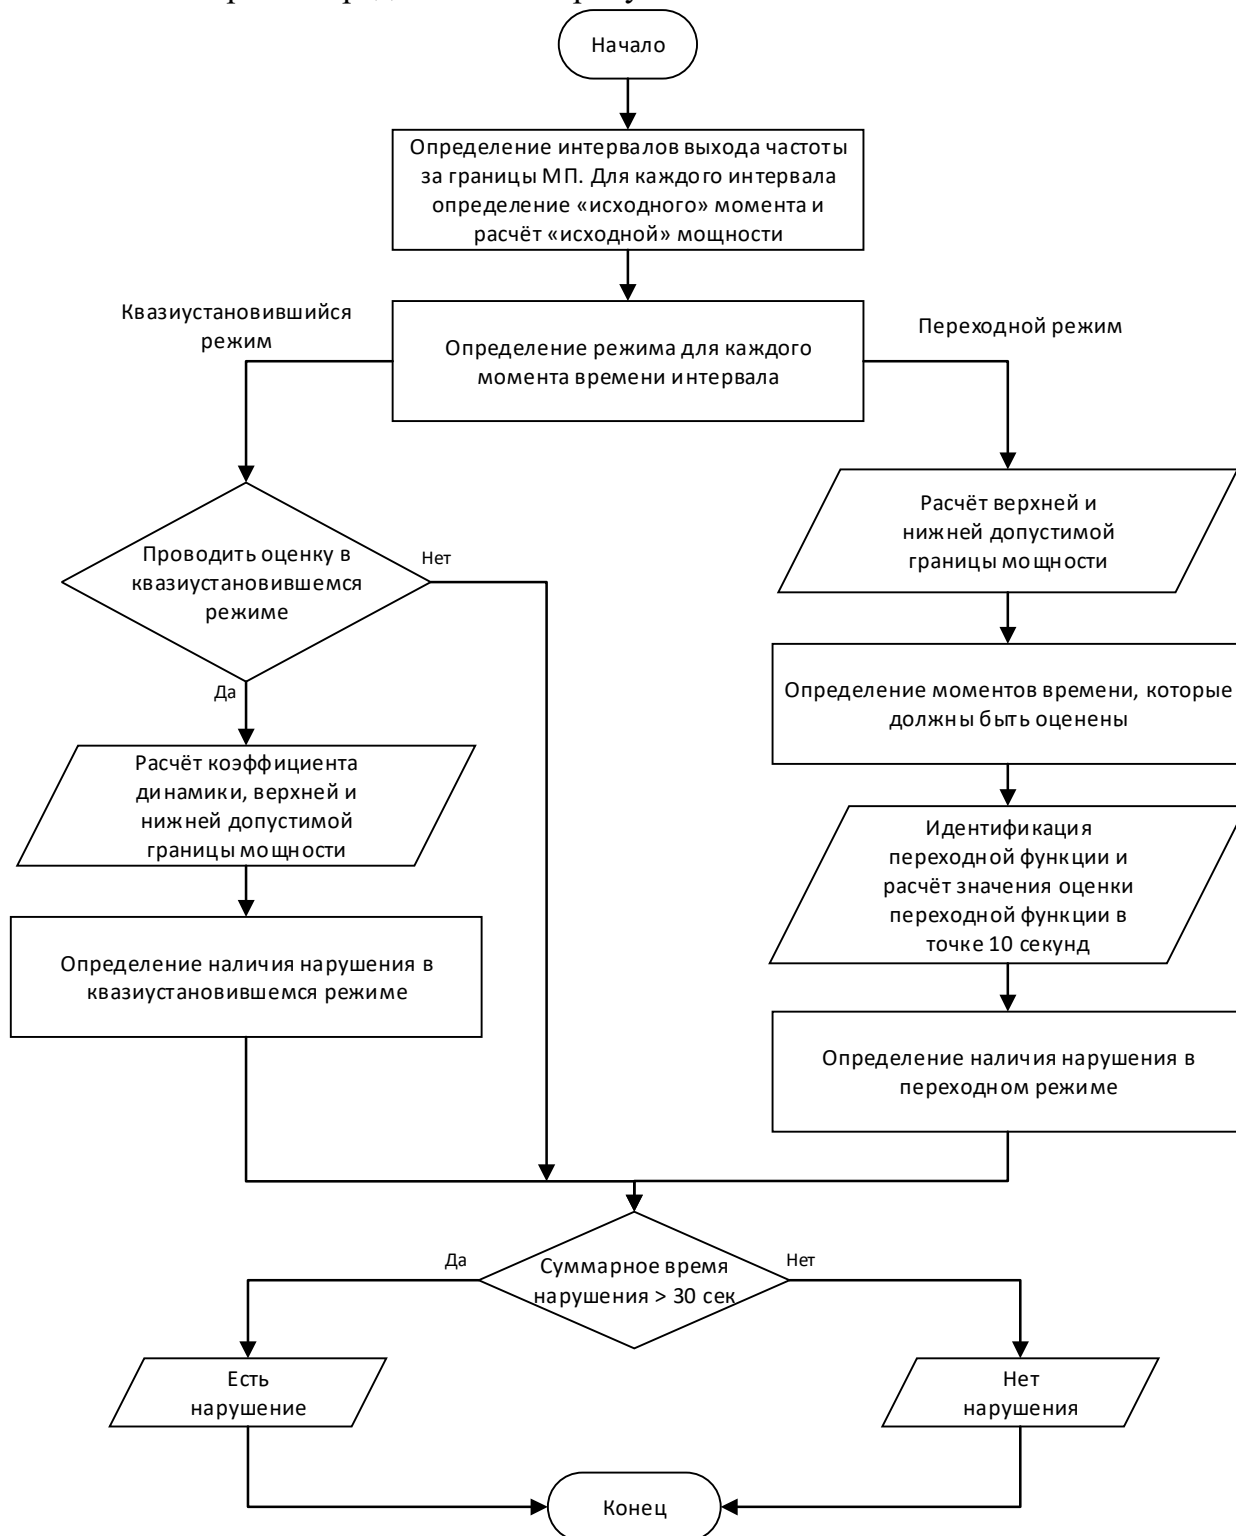 Начало
Определение интервалов выхода частоты
за границы МП. Для каждого интервала
определение «исходного» момента и
расчёт «исходной» мощности
Квазиустановившийся
режим
Определение режима для каждого
момента времени интервала
Переходной режим
Проводить оценку в
квазиустановившемся
режиме
Нет
Да
Расчёт верхней и
нижней допустимой
границы мощности
Определение моментов времени, которые
должны быть оценены
Расчёт коэффициента
динамики, верхней и
нижней допустимой
границы мощности
Идентификация
переходной функции и
расчёт значения оценки
переходной функции в
точке 10 секунд
Определение наличия нарушения в
квазиустановившемся режиме
Определение наличия нарушения в
переходном режиме
Да
Суммарное время
нарушения > 30 сек
Нет
Есть
нарушение
Нет
нарушения
Конец